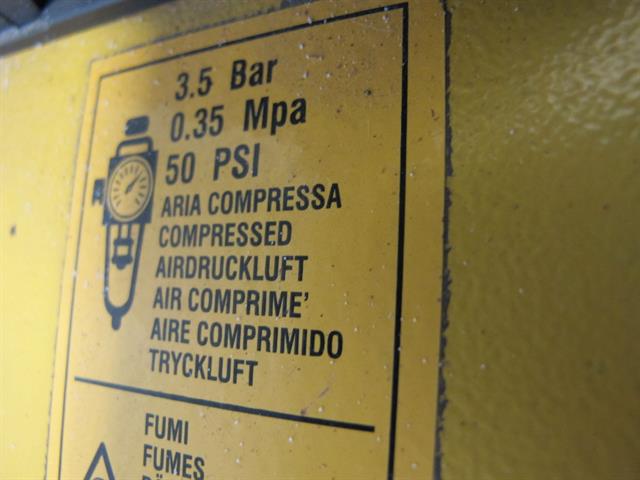 3.5 Bar
0.35 Mpa
50 PSI
ARIA COMPRESSA
COMPRESSED
AIRDRUCKLUFT
AIR COMPRIME'
AIRE COMPRIMIDO
TRYCKLUFT
FUMI
FUMES